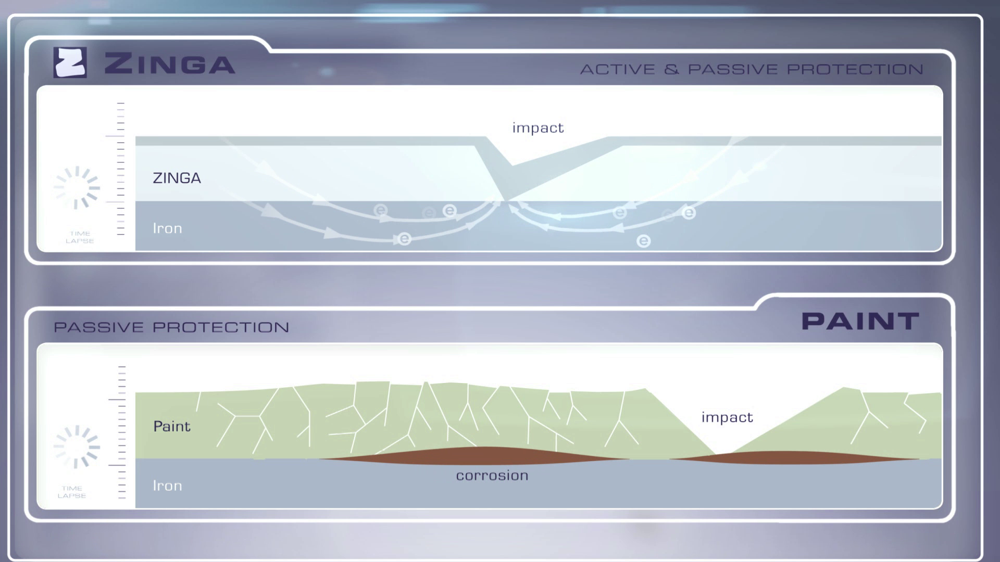 Z ZINGA
ACTIVE & PASSIVE PROTECTION
impact
ZINGA
e e e e e
Iron
e e
TIME
LAPSE
PASSIVE PROTECTION
PAINT
impact
Paint
corrosion
Iron
TIME
LAPSE